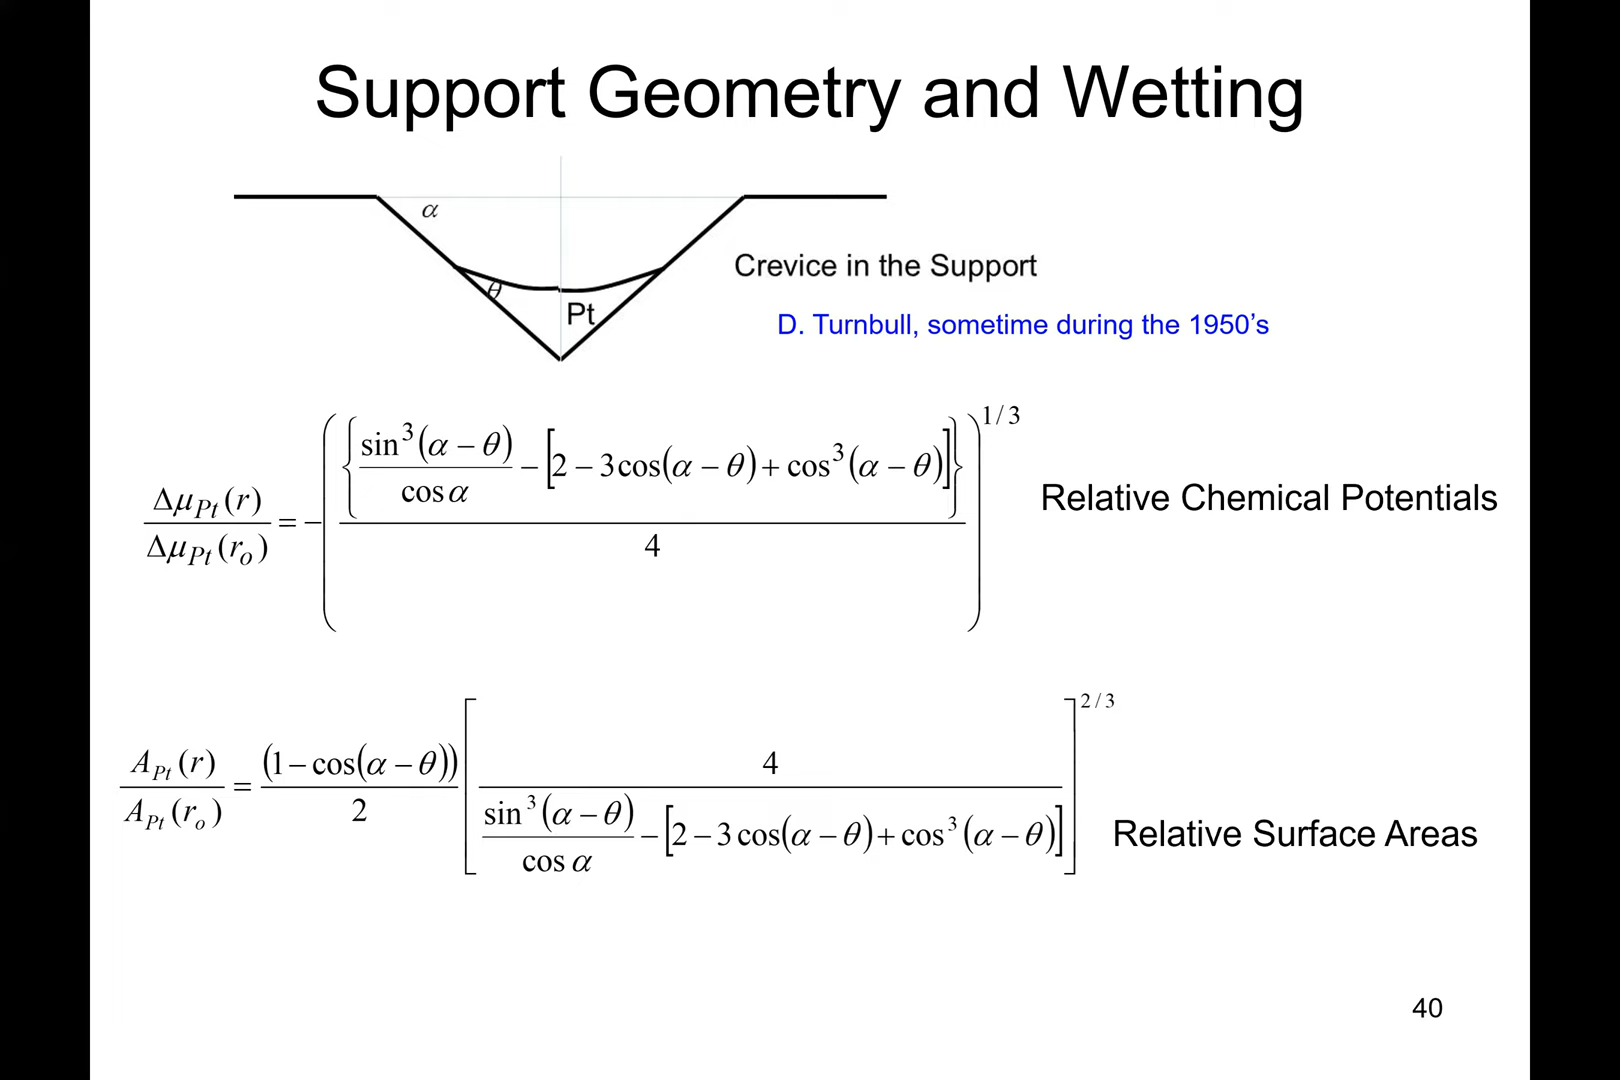 Support Geometry and Wetting
α
θ
Pt
Crevice in the Support
D. Turnbull, sometime during the 1950’s
Δμ_Pt(r) / Δμ_Pt(r_o) = −( { sin³(α − θ) / cos α − [2 − 3cos(α − θ) + cos³(α − θ)] } / 4 )^1/3
Relative Chemical Potentials
A_Pt(r) / A_Pt(r_o) = (1 − cos(α − θ)) / 2 [ 4 / ( sin³(α − θ) / cos α − [2 − 3cos(α − θ) + cos³(α − θ)] ) ]^2/3
Relative Surface Areas
40